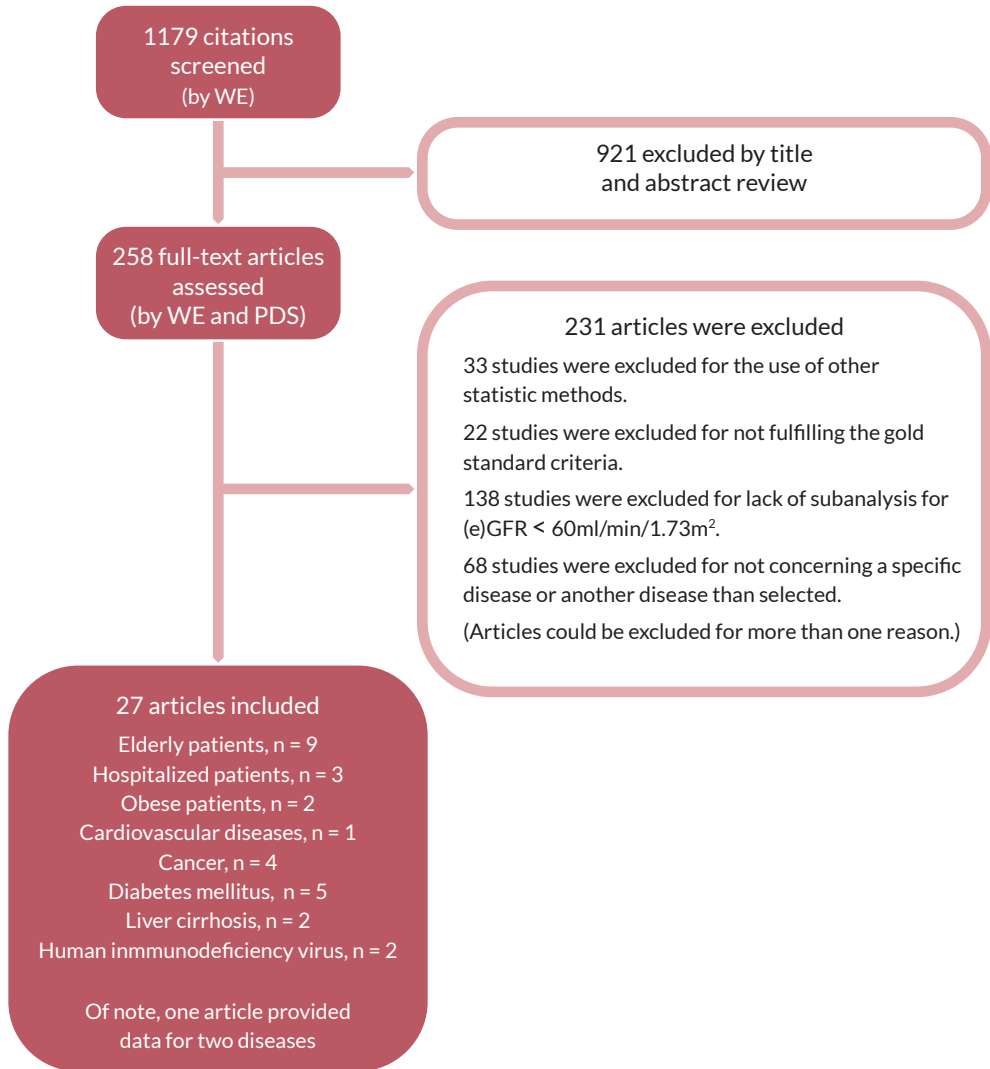 1179 citations
screened
(by WE)
921 excluded by title
and abstract review
258 full-text articles
assessed
(by WE and PDS)
231 articles were excluded
33 studies were excluded for the use of other
statistic methods.
22 studies were excluded for not fulfilling the gold
standard criteria.
138 studies were excluded for lack of subanalysis for
(e)GFR < 60ml/min/1.73m².
68 studies were excluded for not concerning a specific
disease or another disease than selected.
(Articles could be excluded for more than one reason.)
27 articles included
Elderly patients, n = 9
Hospitalized patients, n = 3
Obese patients, n = 2
Cardiovascular diseases, n = 1
Cancer, n = 4
Diabetes mellitus, n = 5
Liver cirrhosis, n = 2
Human inmmunodeficiency virus, n = 2
Of note, one article provided
data for two diseases